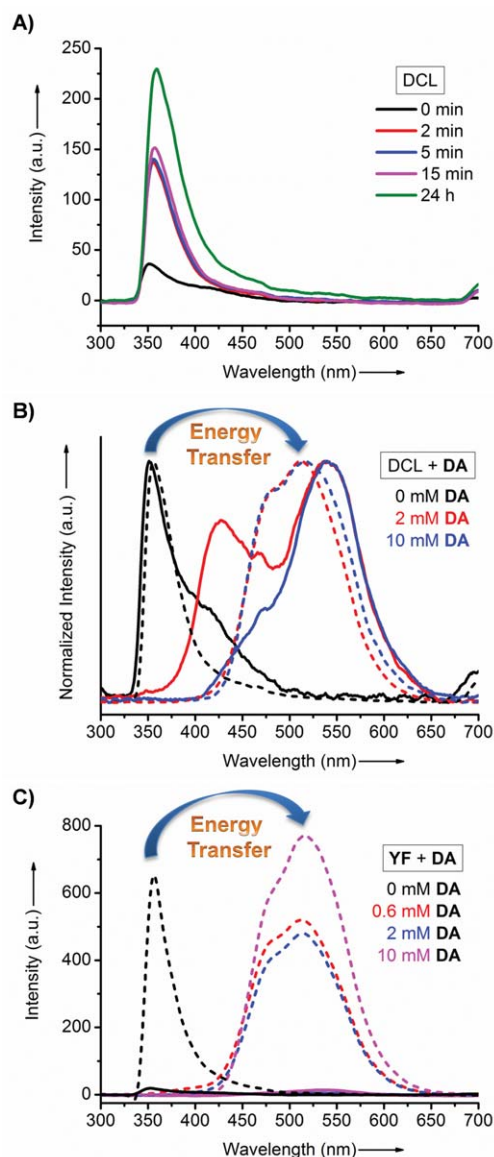 A)
250
200
150
100
50
0
Intensity (a.u.)
DCL
0 min
2 min
5 min
15 min
24 h
300 350 400 450 500 550 600 650 700
Wavelength (nm)
B)
Energy
Transfer
Normalized Intensity (a.u.)
DCL + DA
0 mM DA
2 mM DA
10 mM DA
300 350 400 450 500 550 600 650 700
Wavelength (nm)
C)
Energy
Transfer
800
600
400
200
0
Intensity (a.u.)
YF + DA
0 mM DA
0.6 mM DA
2 mM DA
10 mM DA
300 350 400 450 500 550 600 650 700
Wavelength (nm)